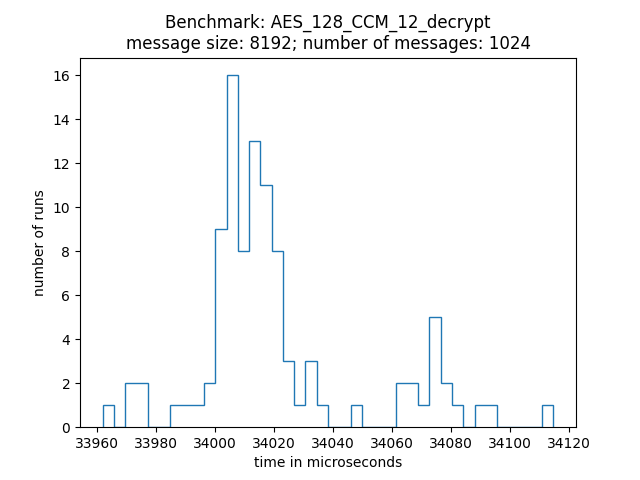 Benchmark: AES_128_CCM_12_decrypt
message size: 8192; number of messages: 1024
16
14
12
10
8
6
4
2
0
number of runs
33960 33980 34000 34020 34040 34060 34080 34100 34120
time in microseconds